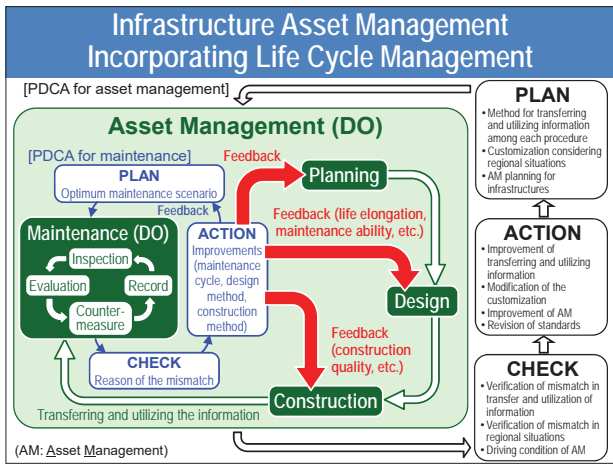 Infrastructure Asset Management
Incorporating Life Cycle Management
[PDCA for asset management]
Asset Management (DO)
[PDCA for maintenance]
PLAN
Optimum maintenance scenario
Feedback
Maintenance (DO)
Inspection
Evaluation
Record
Counter-
measure
CHECK
Reason of the mismatch
ACTION
Improvements
(maintenance
cycle, design
method,
construction
method)
Feedback
Planning
Feedback (life elongation,
maintenance ability, etc.)
Design
Feedback
(construction
quality, etc.)
Construction
Transferring and utilizing the information
(AM: Asset Management)
PLAN
• Method for transferring
and utilizing information
among each procedure
• Customization considering
regional situations
• AM planning for
infrastructures
ACTION
• Improvement of
transferring and utilizing
information
• Modification of the
customization
• Improvement of AM
• Revision of standards
CHECK
• Verification of mismatch in
transfer and utilization of
information
• Verification of mismatch in
regional situations
• Driving condition of AM